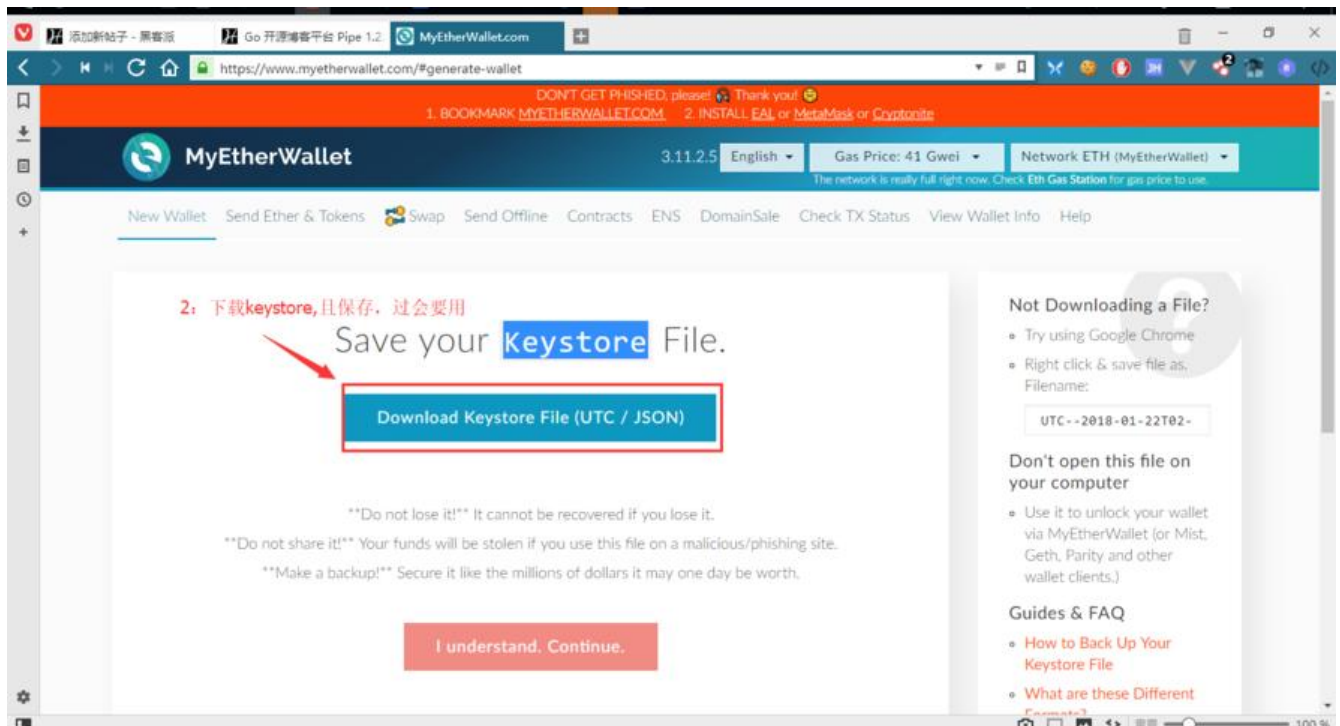 添加新帖子 - 黑客派
Go 开源博客平台 Pipe 1.2.
MyEtherWallet.com
https://www.myetherwallet.com/#generate-wallet
2
DON'T GET PHISHED, please! Thank you!
1. BOOKMARK MYETHERWALLET.COM 2. INSTALL EAL or MetaMask or Cryptonite
MyEtherWallet
3.11.2.5 English Gas Price: 41 Gwei Network ETH (MyEtherWallet)
The network is really full right now. Check Eth Gas Station for gas price to use.
New Wallet Send Ether & Tokens Swap Send Offline Contracts ENS DomainSale Check TX Status View Wallet Info Help
2: 下载keystore,且保存，过会要用
Save your Keystore File.
Download Keystore File (UTC / JSON)
**Do not lose it!** It cannot be recovered if you lose it.
**Do not share it!** Your funds will be stolen if you use this file on a malicious/phishing site.
**Make a backup!** Secure it like the millions of dollars it may one day be worth.
I understand. Continue.
Not Downloading a File?
Try using Google Chrome
Right click & save file as.
Filename:
UTC--2018-01-22T02-
Don't open this file on
your computer
Use it to unlock your wallet
via MyEtherWallet (or Mist,
Geth, Parity and other
wallet clients.)
Guides & FAQ
How to Back Up Your
Keystore File
What are these Different
Formats?
100 %